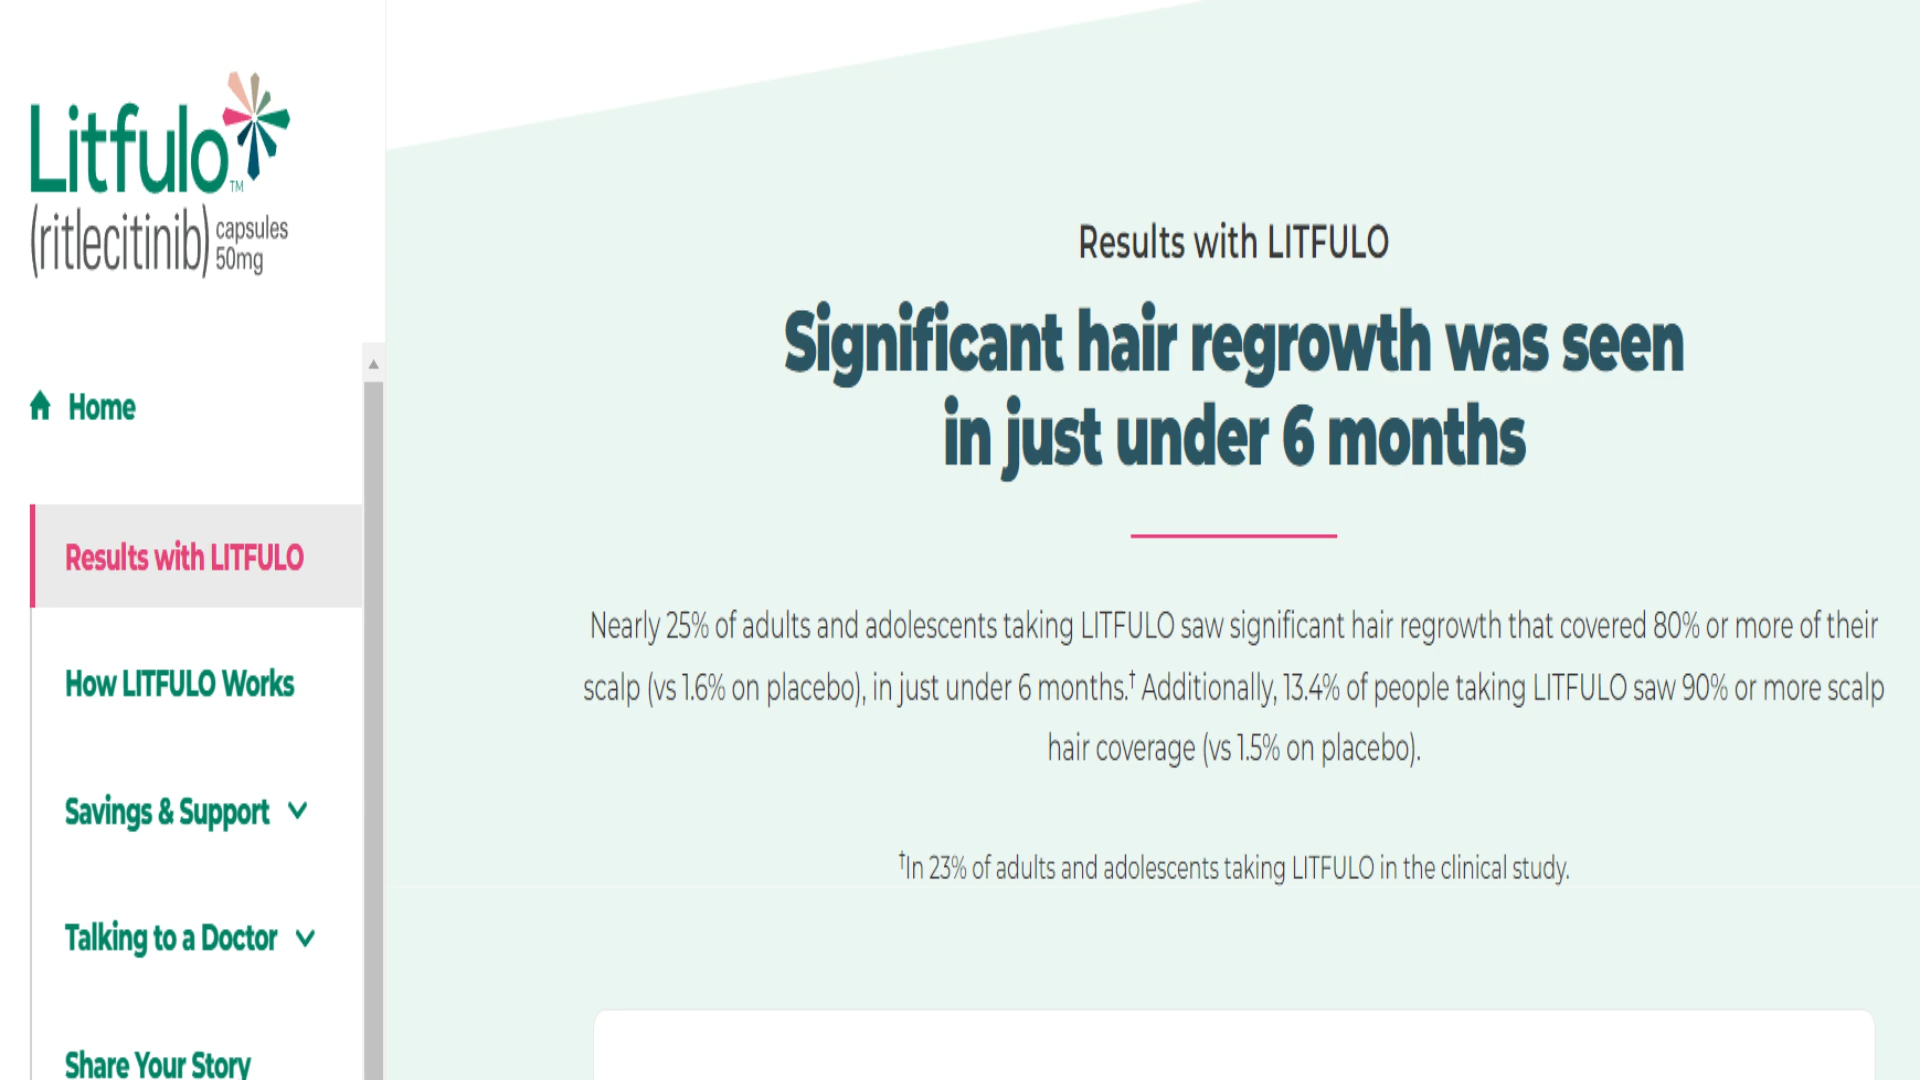 Litfulo™
(ritlecitinib) capsules
50mg
Home
Results with LITFULO
How LITFULO Works
Savings & Support
Talking to a Doctor
Share Your Story
Results with LITFULO
Significant hair regrowth was seen
in just under 6 months
Nearly 25% of adults and adolescents taking LITFULO saw significant hair regrowth that covered 80% or more of their
scalp (vs 1.6% on placebo), in just under 6 months.† Additionally, 13.4% of people taking LITFULO saw 90% or more scalp
hair coverage (vs 1.5% on placebo).
†In 23% of adults and adolescents taking LITFULO in the clinical study.